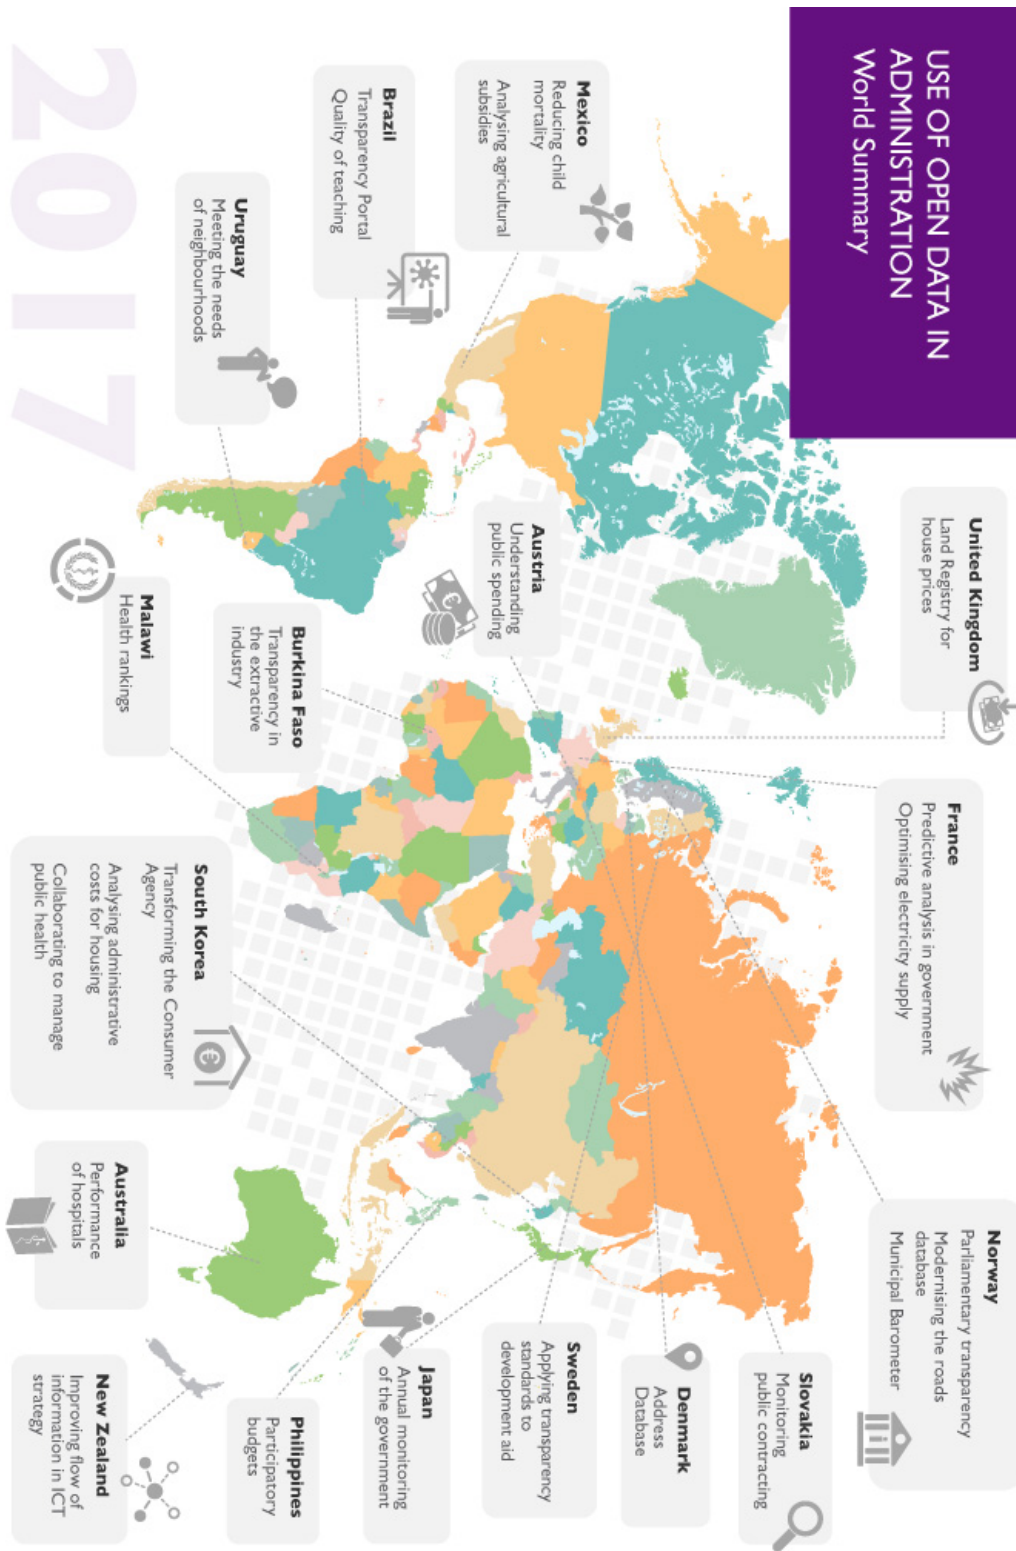 USE OF OPEN DATA IN
ADMINISTRATION
World Summary
United Kingdom
Land Registry for
house prices
France
Predictive analysis in government
Optimising electricity supply
Norway
Parliamentary transparency
Modernising the roads
database
Municipal Barometer
Mexico
Reducing child
mortality
Analysing agricultural
subsidies
Austria
Understanding
public spending
Slovakia
Monitoring
public contracting
Denmark
Address
Database
Sweden
Applying transparency
standards to
development aid
Brazil
Transparency Portal
Quality of teaching
Japan
Annual monitoring
of the government
Uruguay
Meeting the needs
of neighbourhoods
Burkina Faso
Transparency in
the extractive
industry
Philippines
Participatory
budgets
Malawi
Health rankings
South Korea
Transforming the Consumer
Agency
Analysing administrative
costs for housing
Collaborating to manage
public health
Australia
Performance
of hospitals
New Zealand
Improving flow of
information in ICT
strategy
2017